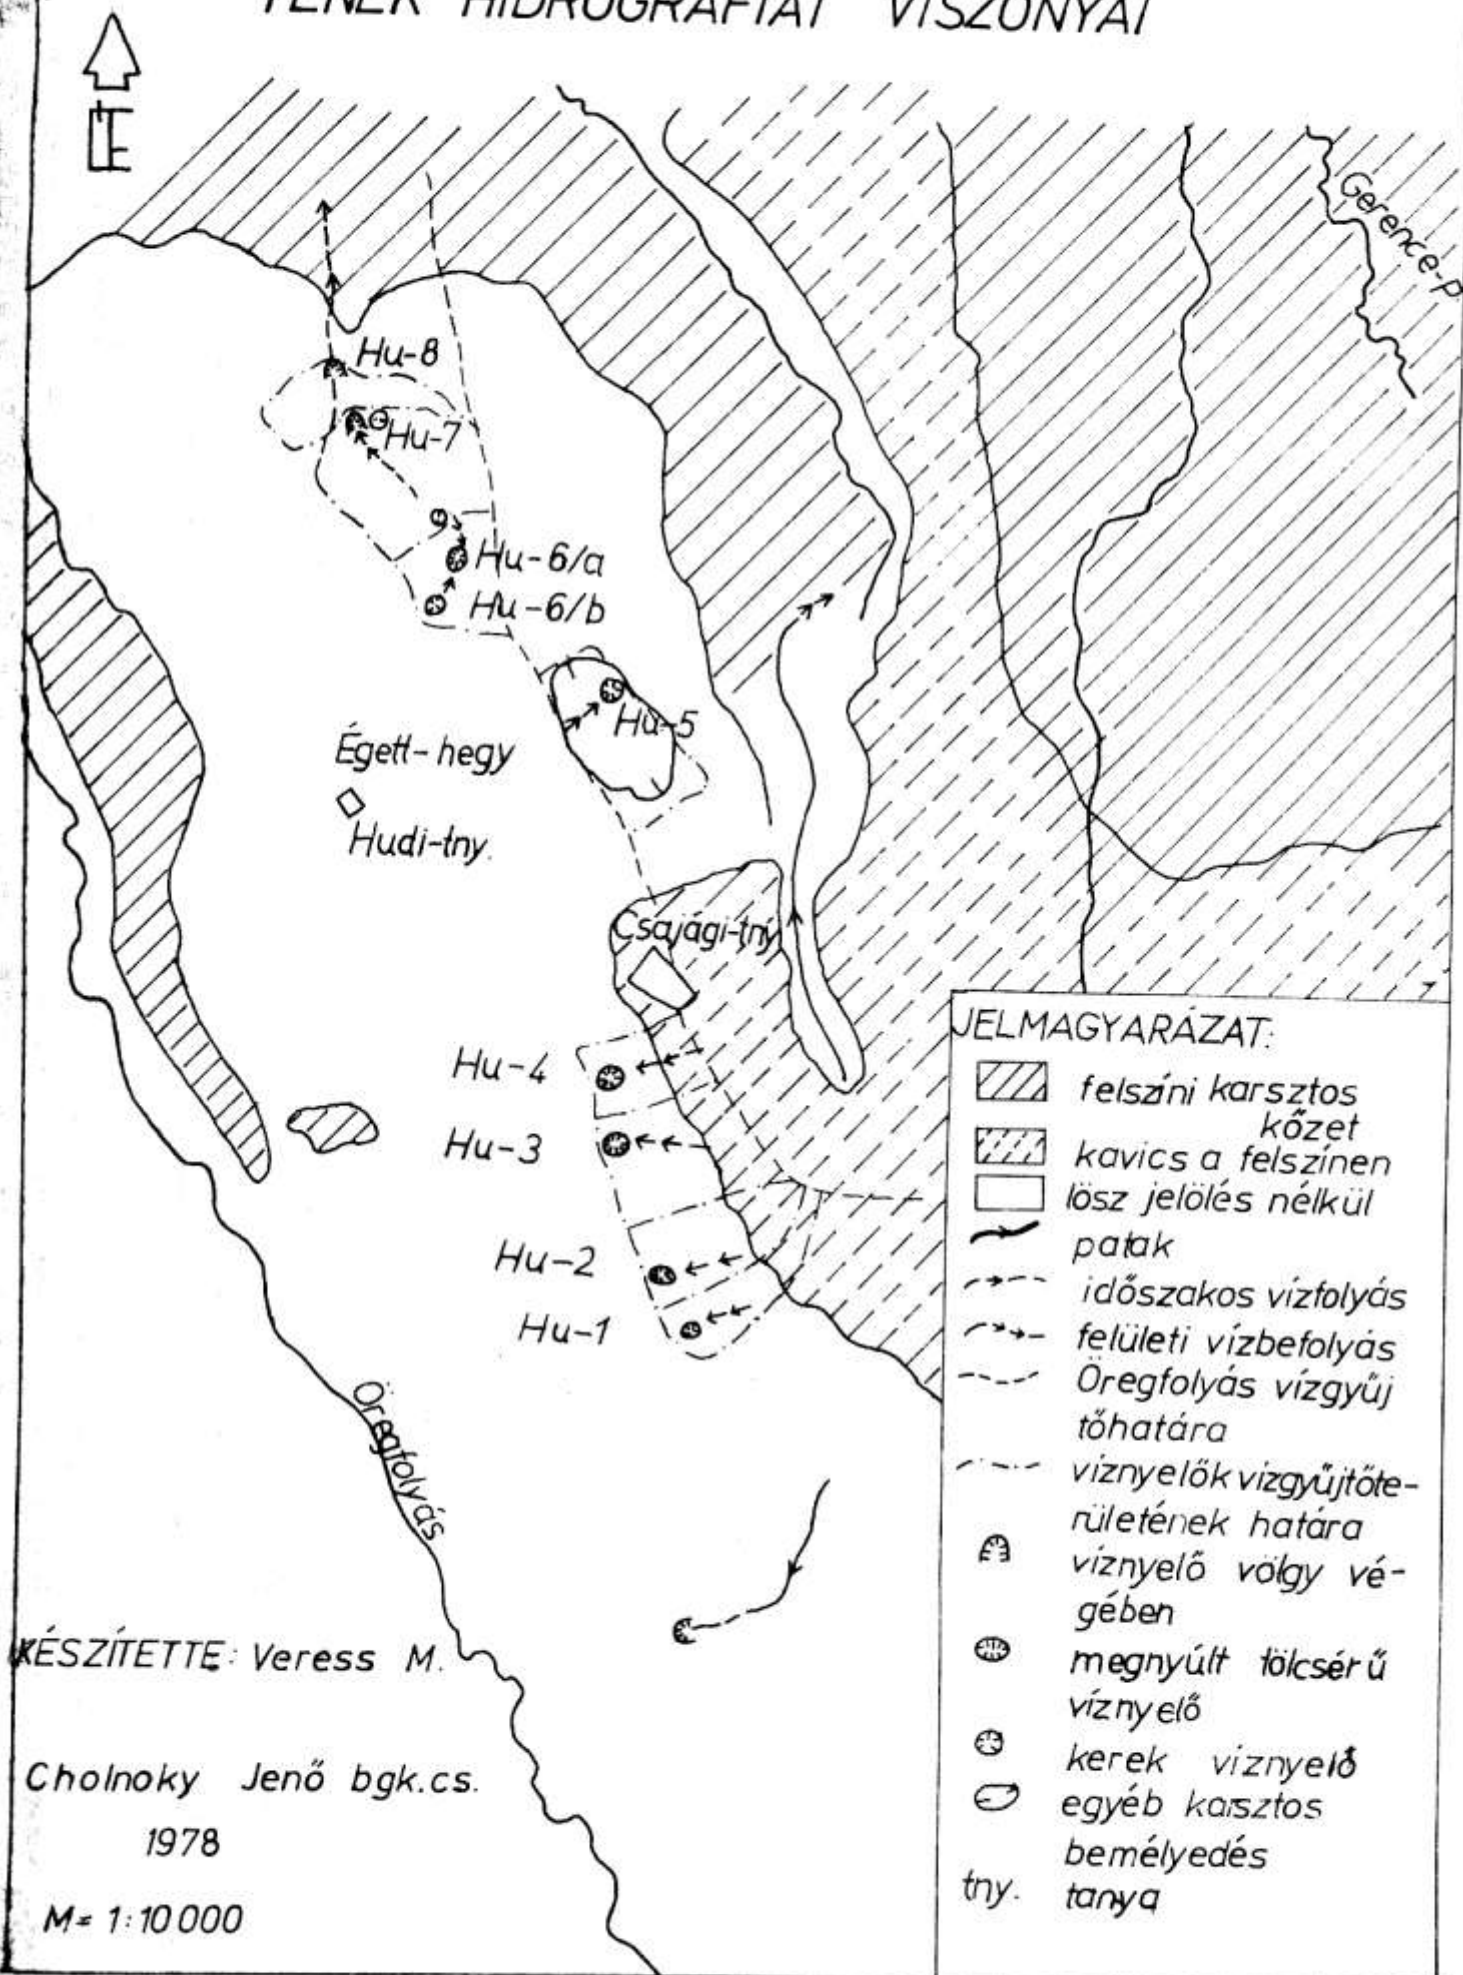 TENEK HIDROGRÁFIAI VISZONYAI
É
Gerence-p.
Hu-8
Hu-7
Hu-6/a
Hu-6/b
Hu-5
Égett-hegy
Hudi-tny.
Csajági-tny
Hu-4
Hu-3
Hu-2
Hu-1
Öregfolyás
JELMAGYARÁZAT:
felszíni karsztos
kőzet
kavics a felszínen
lösz jelölés nélkül
patak
időszakos vízfolyás
felületi vízbefolyás
Öregfolyás vízgyűj
tőhatára
víznyelők vizgyűjtőte-
rületének határa
víznyelő völgy vé-
gében
megnyúlt tölcsérű
víznyelő
kerek víznyelő
egyéb karsztos
bemélyedés
tny. tanya
KÉSZÍTETTE: Veress M.
Cholnoky Jenő bgk.cs.
1978
M= 1:10 000